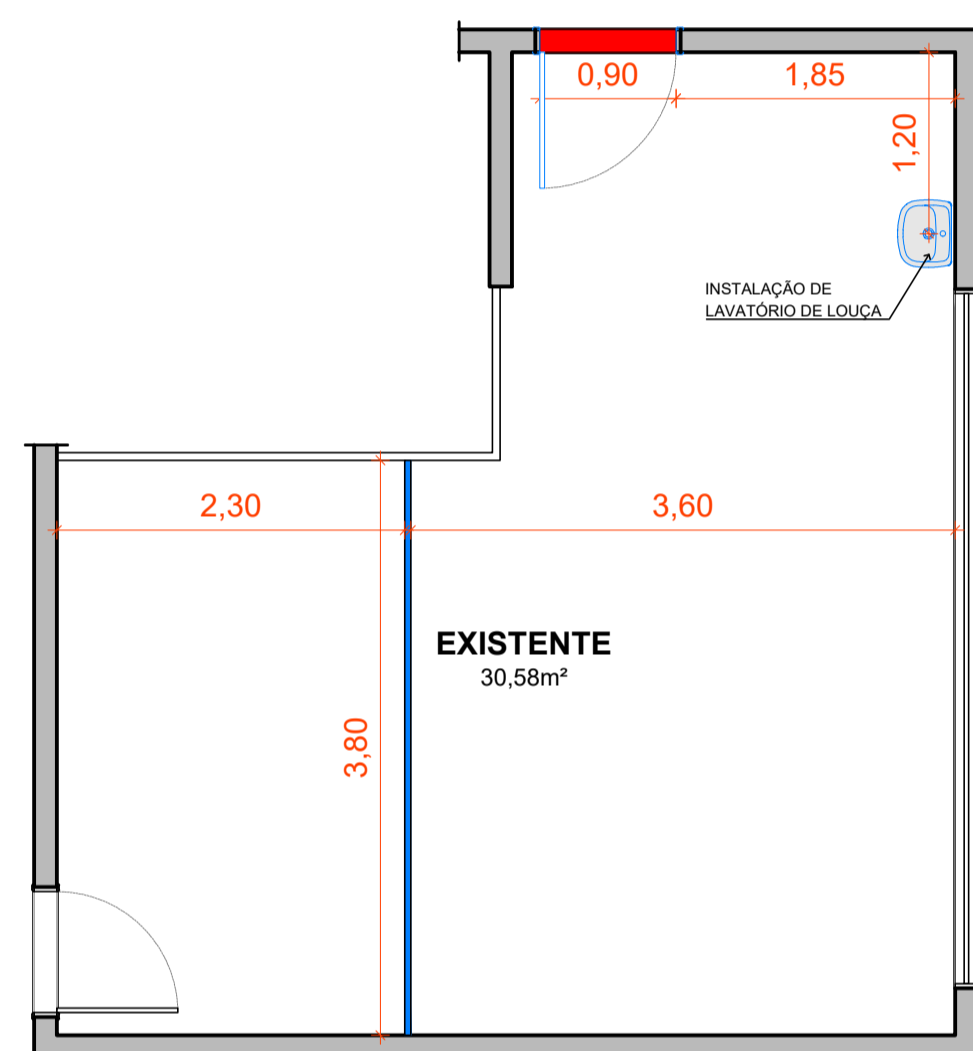 0,90
1,85
1,20
INSTALAÇÃO DE
LAVATÓRIO DE LOUÇA
2,30
3,60
EXISTENTE
30,58m²
3,80